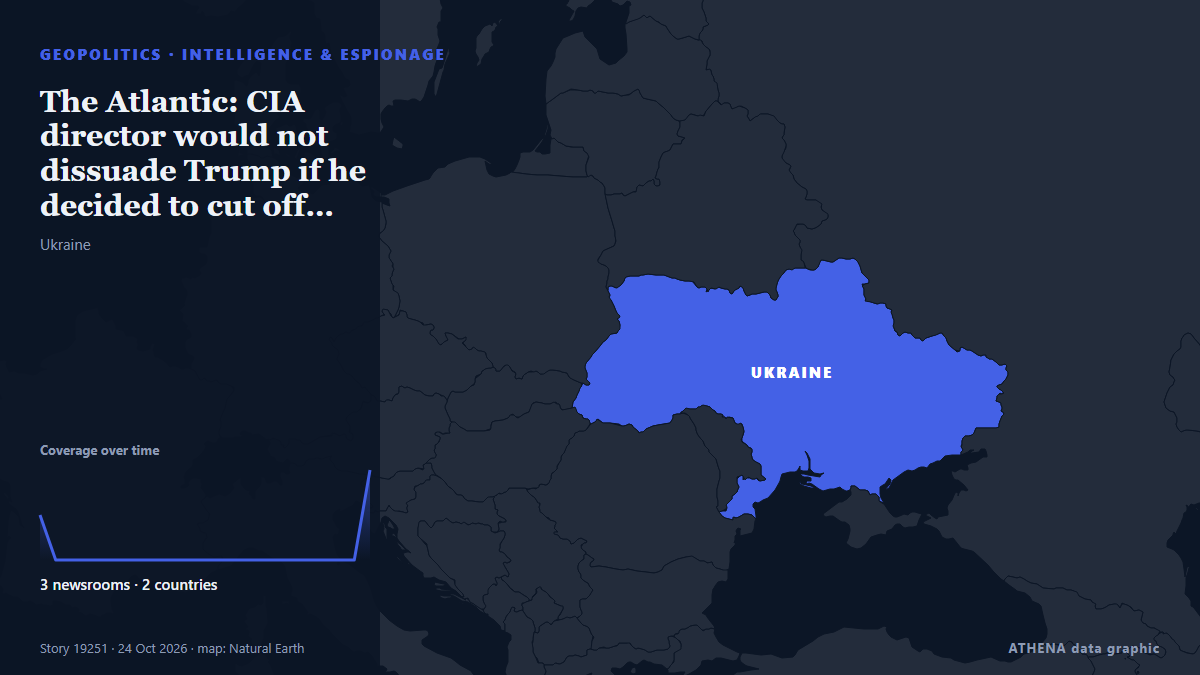 GEOPOLITICS · INTELLIGENCE & ESPIONAGE
The Atlantic: CIA
director would not
dissuade Trump if he
decided to cut off...
Ukraine
UKRAINE
Coverage over time
3 newsrooms · 2 countries
Story 19251 · 24 Oct 2026 · map: Natural Earth
ATHENA data graphic